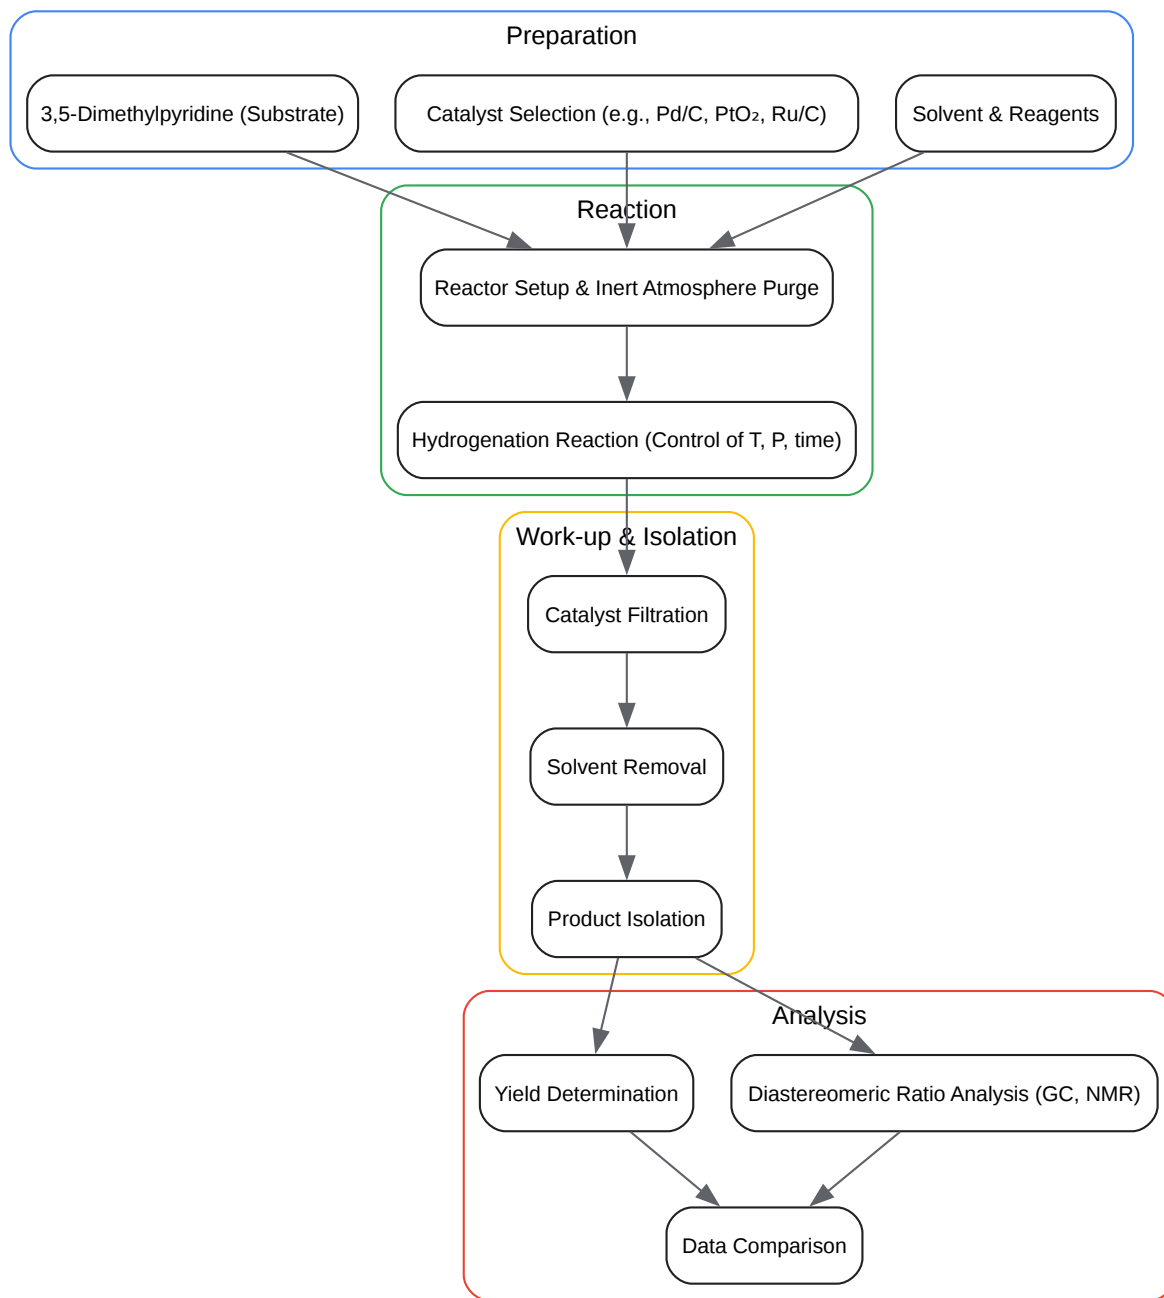 Preparation
3,5-Dimethylpyridine (Substrate)
Catalyst Selection (e.g., Pd/C, PtO₂, Ru/C)
Solvent & Reagents
Reaction
Reactor Setup & Inert Atmosphere Purge
Hydrogenation Reaction (Control of T, P, time)
Work-up & Isolation
Catalyst Filtration
Solvent Removal
Product Isolation
Analysis
Yield Determination
Diastereomeric Ratio Analysis (GC, NMR)
Data Comparison